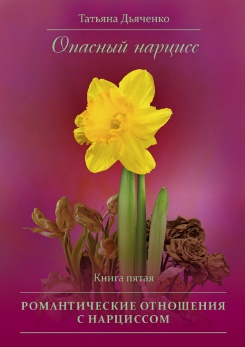 Татьяна Дьяченко
Опасный нарцисс
Книга пятая
РОМАНТИЧЕСКИЕ ОТНОШЕНИЯ
С НАРЦИССОМ